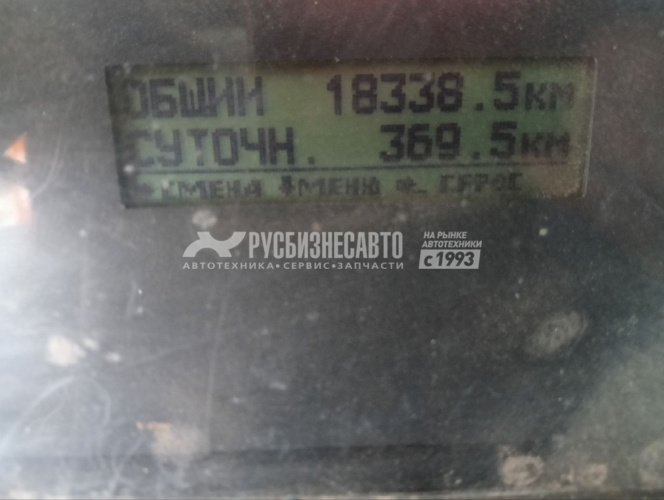 ОБЩИЙ 18338.5км
СУТОЧН. 369.5км
СМЕНА МЕНЮ СБРОС
РУСБИЗНЕСАВТО
АВТОТЕХНИКА•СЕРВИС•ЗАПЧАСТИ
НА РЫНКЕ
АВТОТЕХНИКИ
с 1993